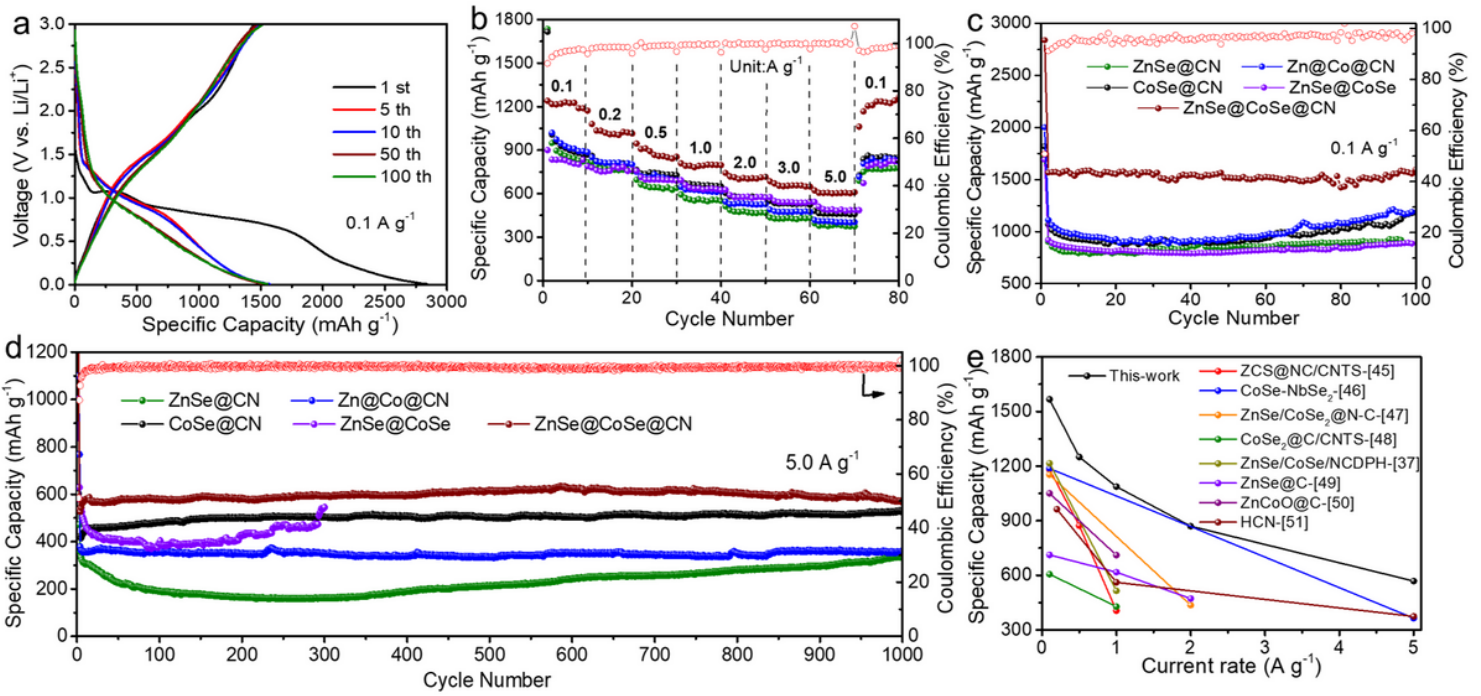 a
Voltage (V vs. Li/Li⁺)
3.0
2.5
2.0
1.5
1.0
0.5
0.0
1 st
5 th
10 th
50 th
100 th
0.1 A g⁻¹
0 500 1000 1500 2000 2500 3000
Specific Capacity (mAh g⁻¹)
b
Specific Capacity (mAh g⁻¹)
1800
1500
1200
900
600
300
0
Unit:A g⁻¹
0.1 0.2 0.5 1.0 2.0 3.0 5.0 0.1
100
80
60
40
20
0
Coulombic Efficiency (%)
0 20 40 60 80
Cycle Number
c
Specific Capacity (mAh g⁻¹)
3000
2500
2000
1500
1000
500
ZnSe@CN Zn@Co@CN
CoSe@CN ZnSe@CoSe
ZnSe@CoSe@CN
0.1 A g⁻¹
100
80
60
40
20
0
Coulombic Efficiency (%)
0 20 40 60 80 100
Cycle Number
d
Specific Capacity (mAh g⁻¹)
1200
1000
800
600
400
200
0
ZnSe@CN Zn@Co@CN
CoSe@CN ZnSe@CoSe ZnSe@CoSe@CN
5.0 A g⁻¹
100
80
60
40
20
0
Coulombic Efficiency (%)
0 100 200 300 400 500 600 700 800 900 1000
Cycle Number
e
Specific Capacity (mAh g⁻¹)
1800
1500
1200
900
600
300
This-work
ZCS@NC/CNTS-[45]
CoSe-NbSe₂-[46]
ZnSe/CoSe₂@N-C-[47]
CoSe₂@C/CNTS-[48]
ZnSe/CoSe/NCDPH-[37]
ZnSe@C-[49]
ZnCoO@C-[50]
HCN-[51]
0 1 2 3 4 5
Current rate (A g⁻¹)